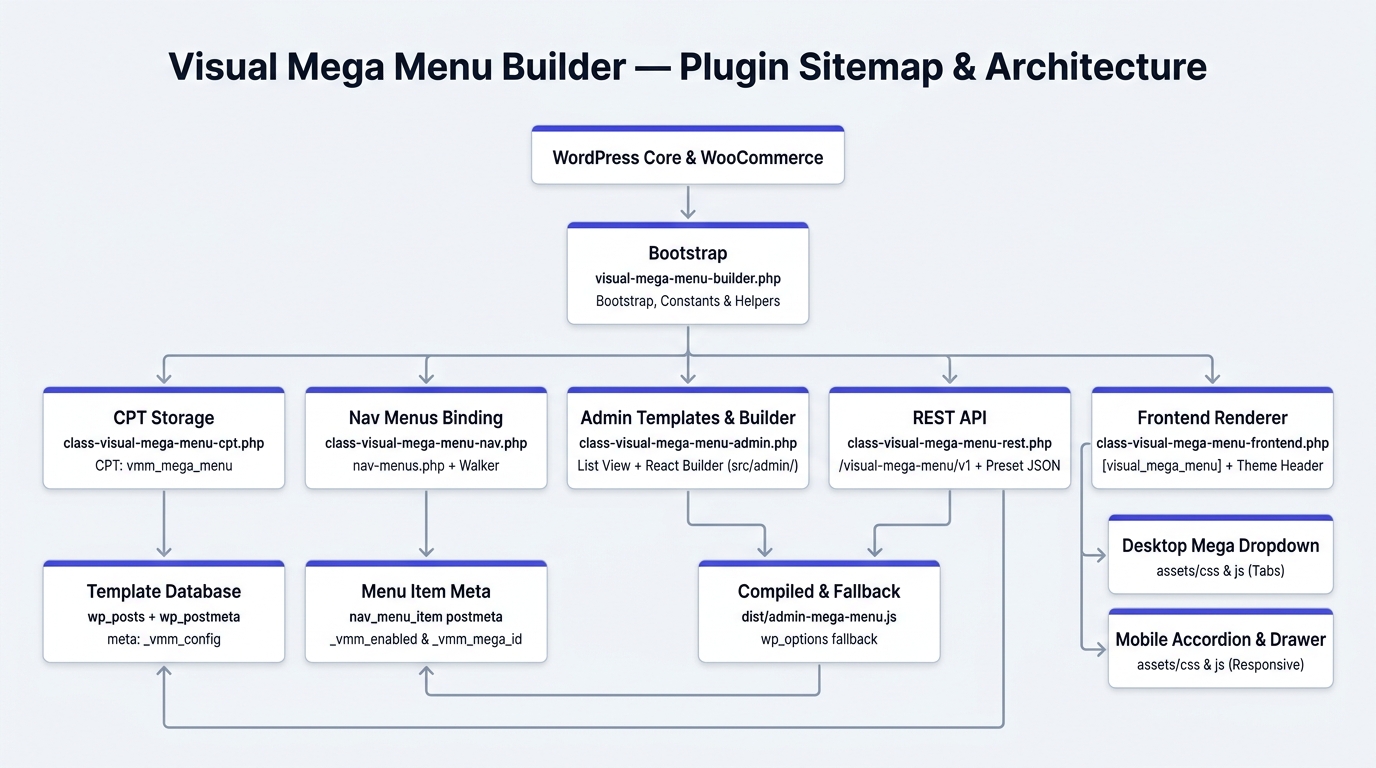 Visual Mega Menu Builder — Plugin Sitemap & Architecture
WordPress Core & WooCommerce
Bootstrap
visual-mega-menu-builder.php
Bootstrap, Constants & Helpers
CPT Storage
class-visual-mega-menu-cpt.php
CPT: vmm_mega_menu
Nav Menus Binding
class-visual-mega-menu-nav.php
nav-menus.php + Walker
Admin Templates & Builder
class-visual-mega-menu-admin.php
List View + React Builder (src/admin/)
REST API
class-visual-mega-menu-rest.php
/visual-mega-menu/v1 + Preset JSON
Frontend Renderer
class-visual-mega-menu-frontend.php
[visual_mega_menu] + Theme Header
Desktop Mega Dropdown
assets/css & js (Tabs)
Mobile Accordion & Drawer
assets/css & js (Responsive)
Template Database
wp_posts + wp_postmeta
meta: _vmm_config
Menu Item Meta
nav_menu_item postmeta
_vmm_enabled & _vmm_mega_id
Compiled & Fallback
dist/admin-mega-menu.js
wp_options fallback